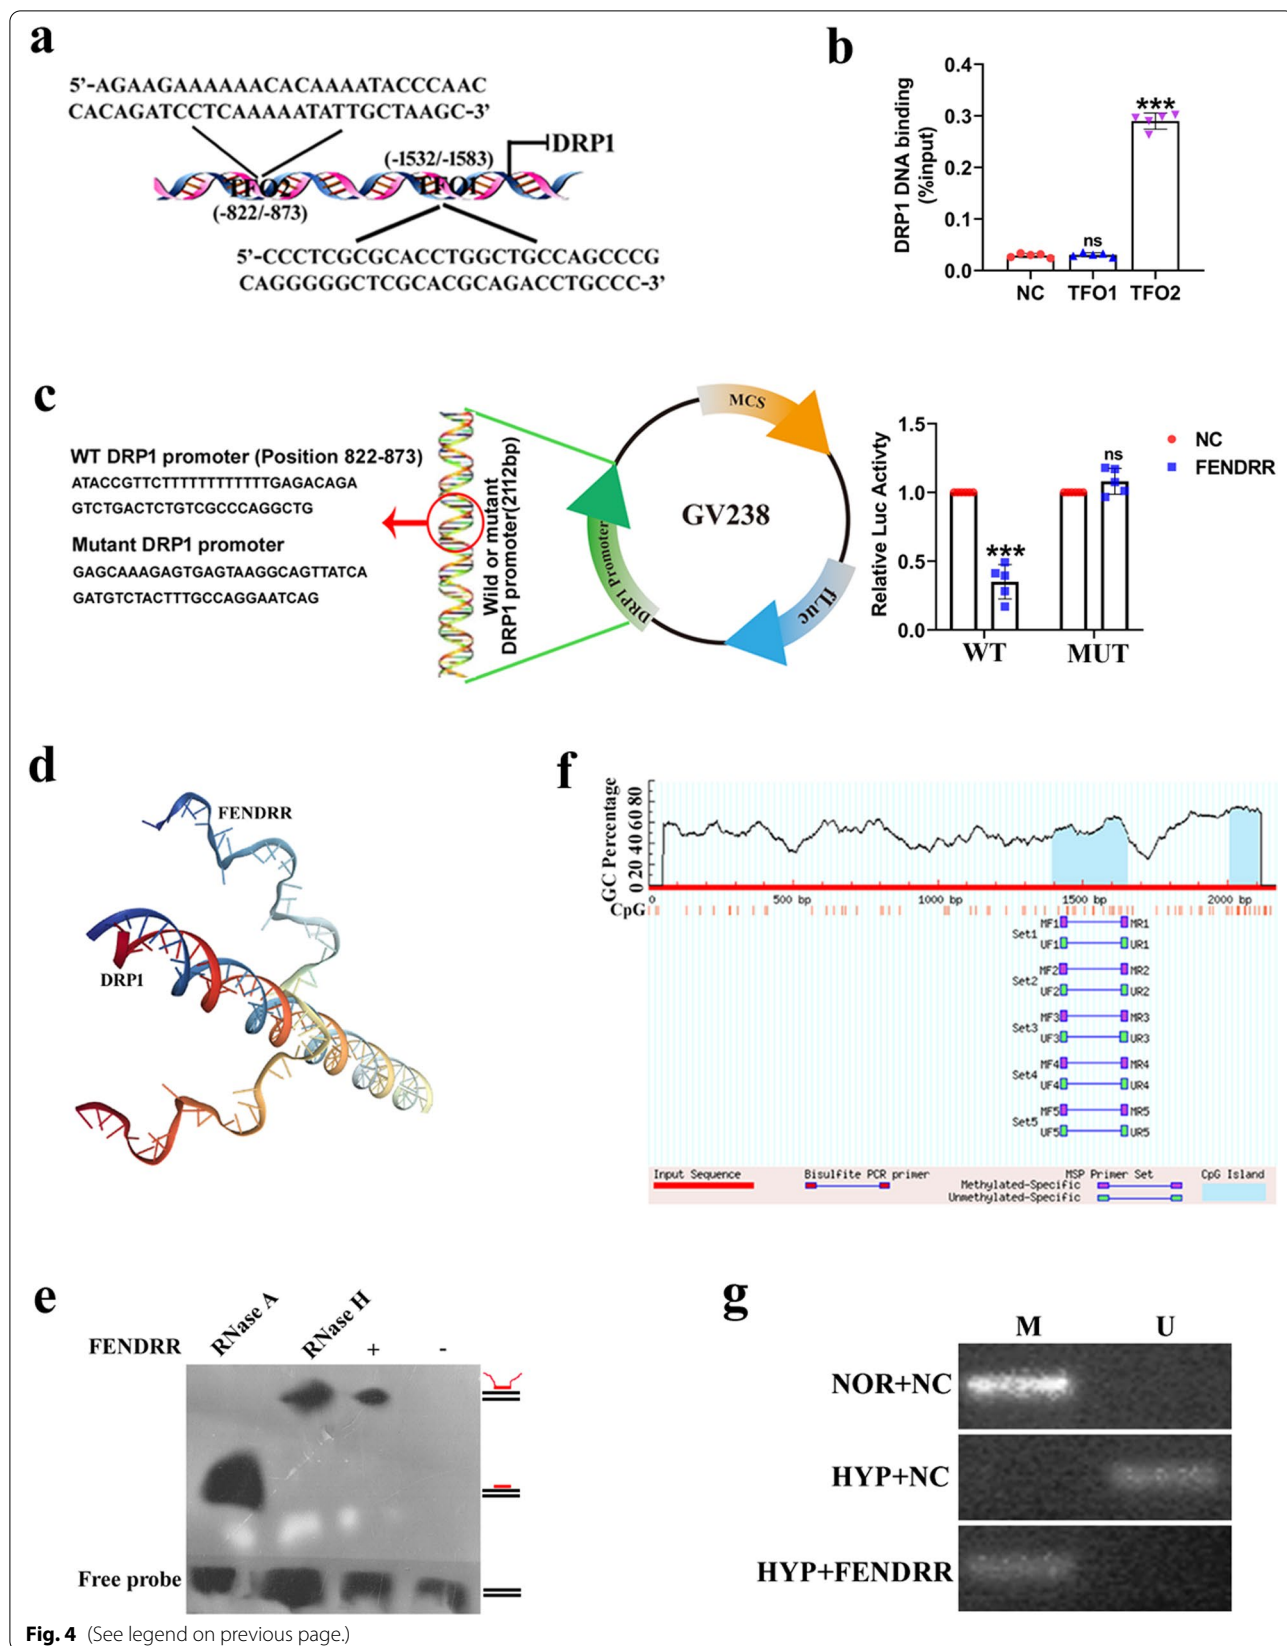 a
5'-AGAAGAAAAAACACAAAATACCCAAC
CACAGATCCTCAAAAATATTGCTAAGC-3'
(-1532/-1583)
DRP1
TFO2
TFO1
(-822/-873)
5'-CCCTCGCGCACCTGGCTGCCAGCCCG
CAGGGGGCTCGCACGCAGACCTGCCC-3'
b
DRP1 DNA binding
(%input)
0.4
0.3
0.2
0.1
0.0
ns
***
NC TFO1 TFO2
c
WT DRP1 promoter (Position 822-873)
ATACCGTTCTTTTTTTTTTTTGAGACAGA
GTCTGACTCTGTCGCCCAGGCTG
Mutant DRP1 promoter
GAGCAAAGAGTGAGTAAGGCAGTTATCA
GATGTCTACTTTGCCAGGAATCAG
Wild or mutant
DRP1 promoter(2112bp)
MCS
GV238
DRP1 Promoter
fLuc
Relative Luc Activty
1.5
1.0
0.5
0.0
***
ns
WT MUT
NC
FENDRR
d
FENDRR
DRP1
f
GC Percentage
0 20 40 60 80
500 bp 1000 bp 1500 bp 2000 bp
CpG
Set1 MF1 MR1
UF1 UR1
Set2 MF2 MR2
UF2 UR2
Set3 MF3 MR3
UF3 UR3
Set4 MF4 MR4
UF4 UR4
Set5 MF5 MR5
UF5 UR5
Input Sequence Bisulfite PCR primer MSP Primer Set CpG Island
Methylated-Specific
Unmethylated-Specific
e
FENDRR RNase A RNase H + -
Free probe
g
M U
NOR+NC
HYP+NC
HYP+FENDRR
Fig. 4 (See legend on previous page.)